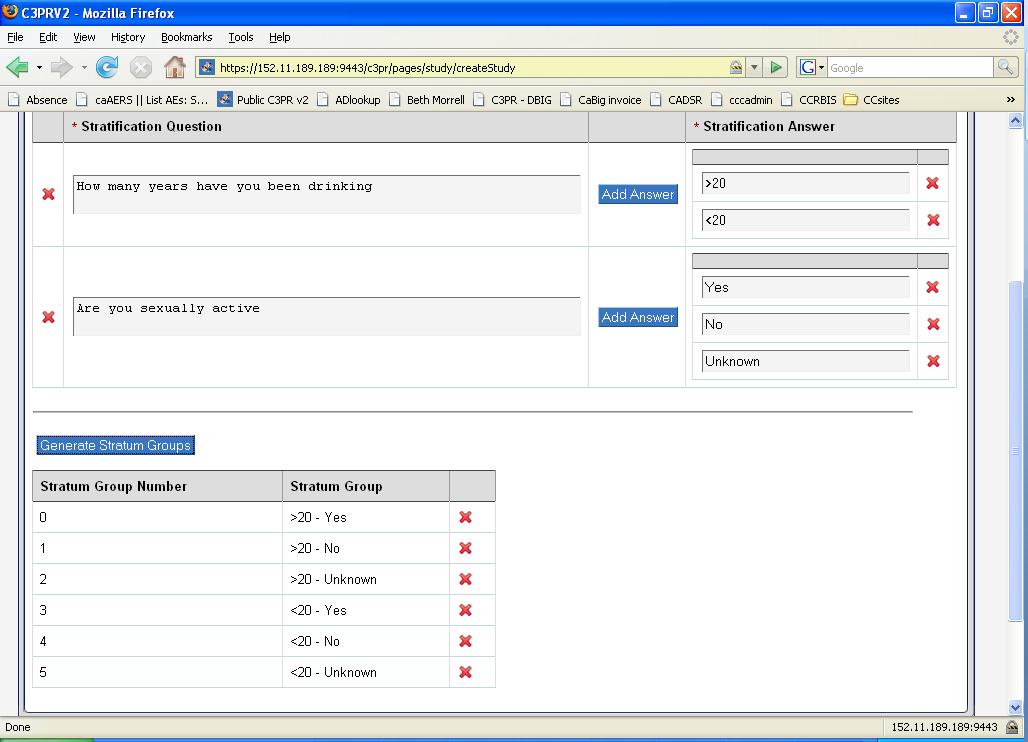 C3PRV2 - Mozilla Firefox
File Edit View History Bookmarks Tools Help
https://152.11.189.189:9443/c3pr/pages/study/createStudy
G Google
Absence caAERS || List AEs: S... Public C3PR v2 ADlookup Beth Morrell C3PR - DBIG CaBig invoice CADSR cccadmin CCRBIS CCsites »
* Stratification Question * Stratification Answer
How many years have you been drinking Add Answer >20
<20
Are you sexually active Add Answer Yes
No
Unknown
Generate Stratum Groups
Stratum Group Number Stratum Group
0 >20 - Yes
1 >20 - No
2 >20 - Unknown
3 <20 - Yes
4 <20 - No
5 <20 - Unknown
Done 152.11.189.189:9443